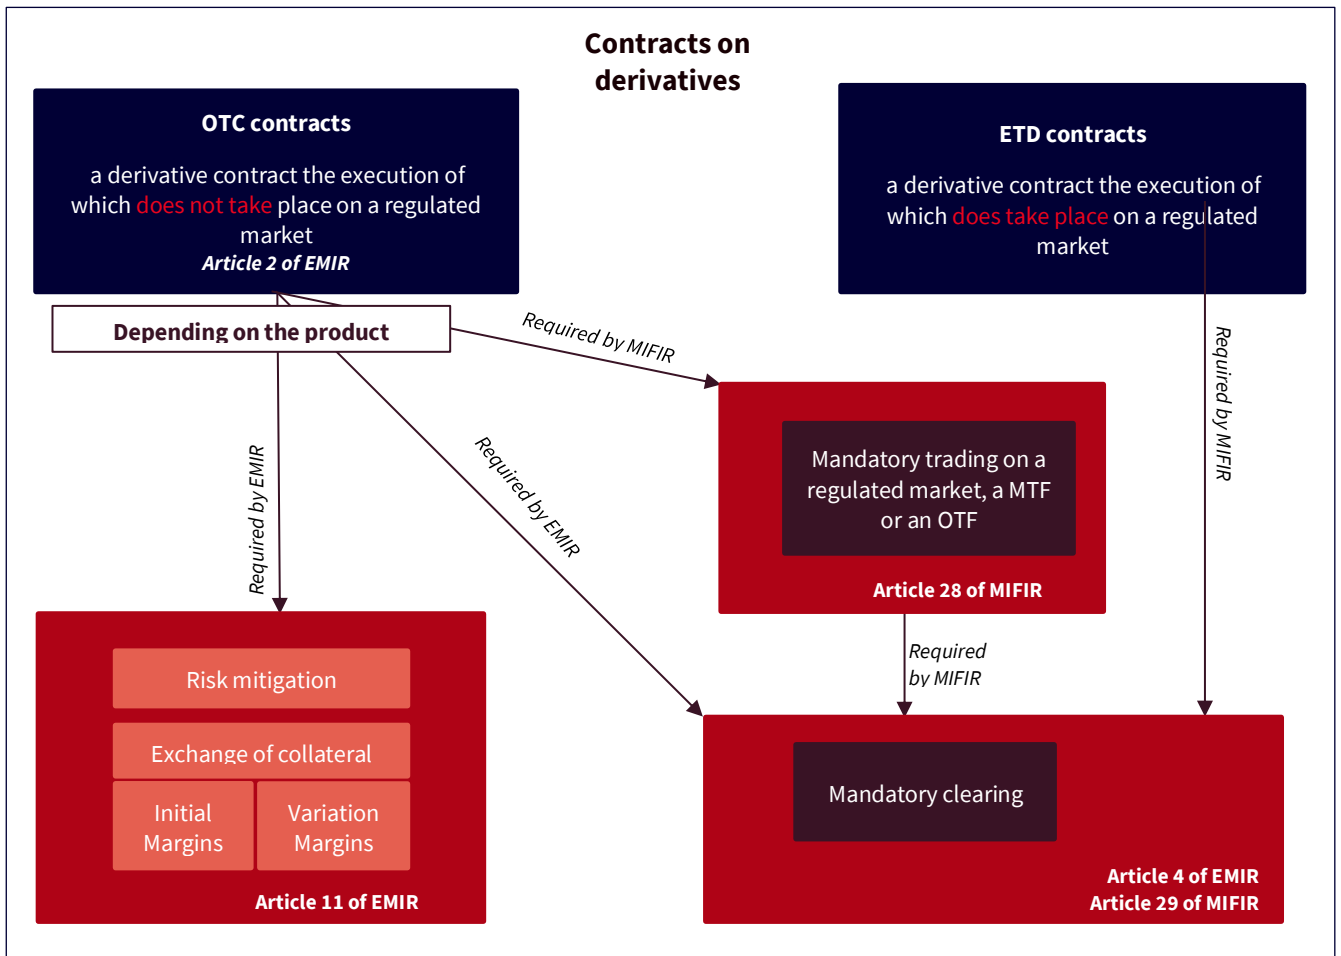 Contracts on
derivatives
OTC contracts
a derivative contract the execution of
which does not take place on a regulated
market
Article 2 of EMIR
ETD contracts
a derivative contract the execution of
which does take place on a regulated
market
Depending on the product
Required by MIFIR
Required by EMIR
Required by EMIR
Required by MIFIR
Mandatory trading on a
regulated market, a MTF
or an OTF
Article 28 of MIFIR
Required
by MIFIR
Risk mitigation
Exchange of collateral
Initial
Margins
Variation
Margins
Article 11 of EMIR
Mandatory clearing
Article 4 of EMIR
Article 29 of MIFIR